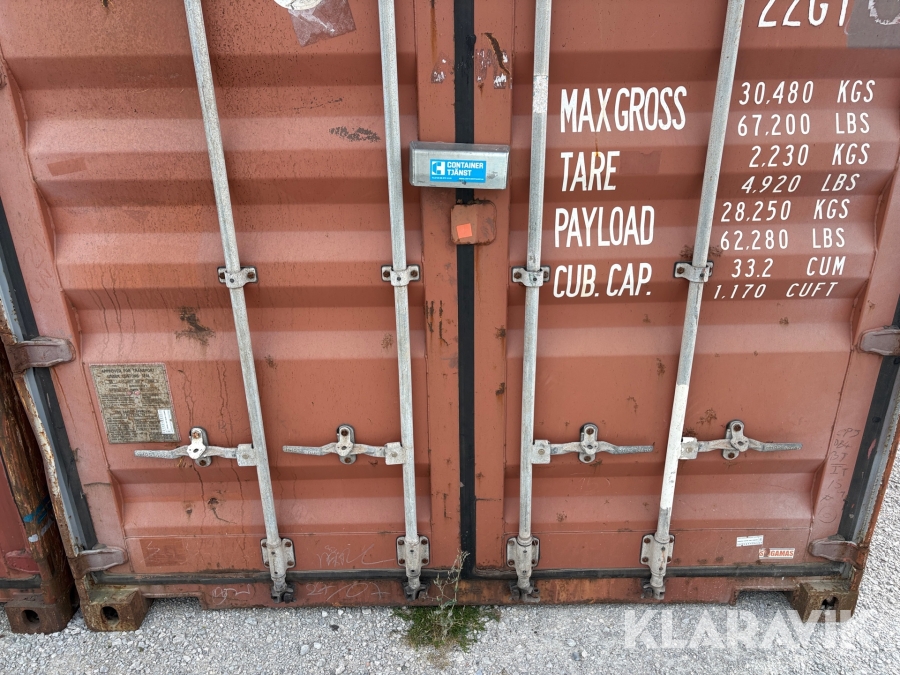 22G1
MAX GROSS 30,480 KGS
67,200 LBS
TARE 2,230 KGS
4,920 LBS
PAYLOAD 28,250 KGS
62,280 LBS
CUB. CAP. 33.2 CUM
1,170 CUFT
CONTAINER
TJÄNST
GAMAS
KLARAVIK